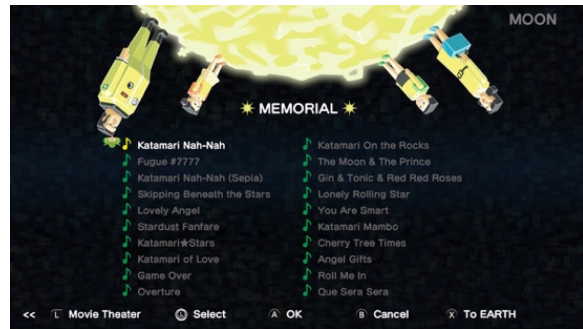 MOON
MEMORIAL
Katamari Nah-Nah
Fugue #7777
Katamari Nah-Nah (Sepia)
Skipping Beneath the Stars
Lovely Angel
Stardust Fanfare
Katamari★Stars
Katamari of Love
Game Over
Overture
Katamari On the Rocks
The Moon & The Prince
Gin & Tonic & Red Red Roses
Lonely Rolling Star
You Are Smart
Katamari Mambo
Cherry Tree Times
Angel Gifts
Roll Me In
Que Sera Sera
<< L Movie Theater L Select A OK B Cancel X To EARTH